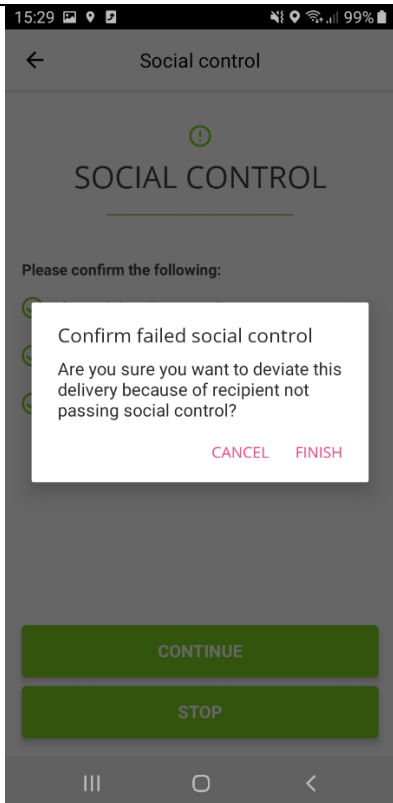 15:29 99%
Social control
SOCIAL CONTROL
Please confirm the following:
Confirm failed social control
Are you sure you want to deviate this
delivery because of recipient not
passing social control?
CANCEL FINISH
CONTINUE
STOP